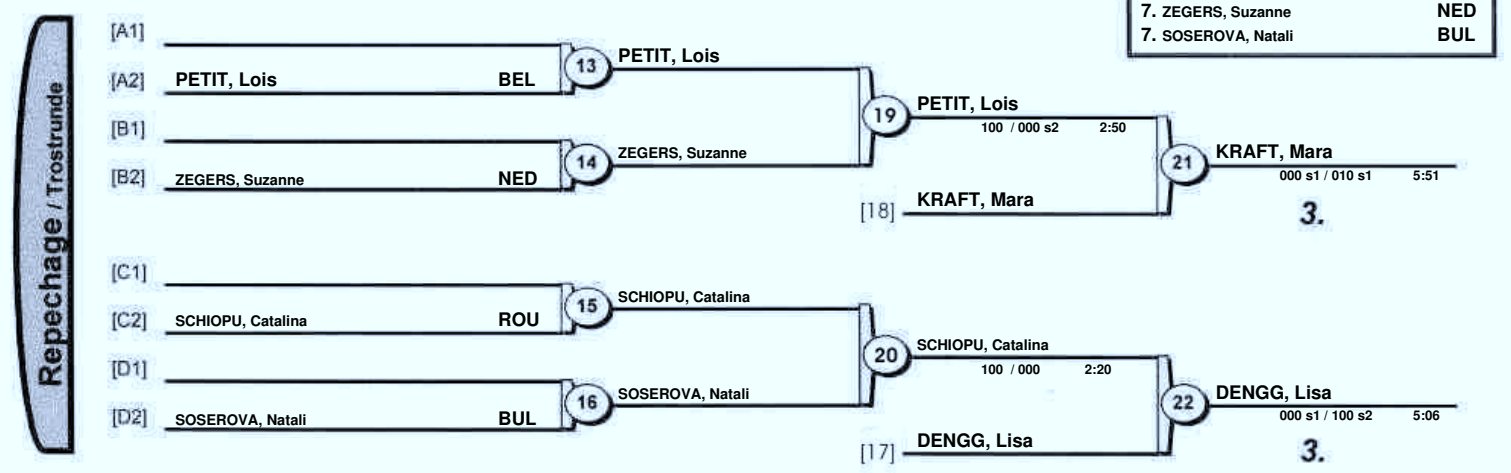 7. ZEGERS, Suzanne NED
7. SOSEROVA, Natali BUL
Repechage / Trostrunde
[A1]
13 PETIT, Lois
[A2] PETIT, Lois BEL
19 PETIT, Lois
100 / 000 s2 2:50
[B1]
14 ZEGERS, Suzanne
[B2] ZEGERS, Suzanne NED
21 KRAFT, Mara
000 s1 / 010 s1 5:51
[18] KRAFT, Mara
3.
[C1]
15 SCHIOPU, Catalina
[C2] SCHIOPU, Catalina ROU
20 SCHIOPU, Catalina
100 / 000 2:20
[D1]
16 SOSEROVA, Natali
[D2] SOSEROVA, Natali BUL
22 DENGG, Lisa
000 s1 / 100 s2 5:06
[17] DENGG, Lisa
3.